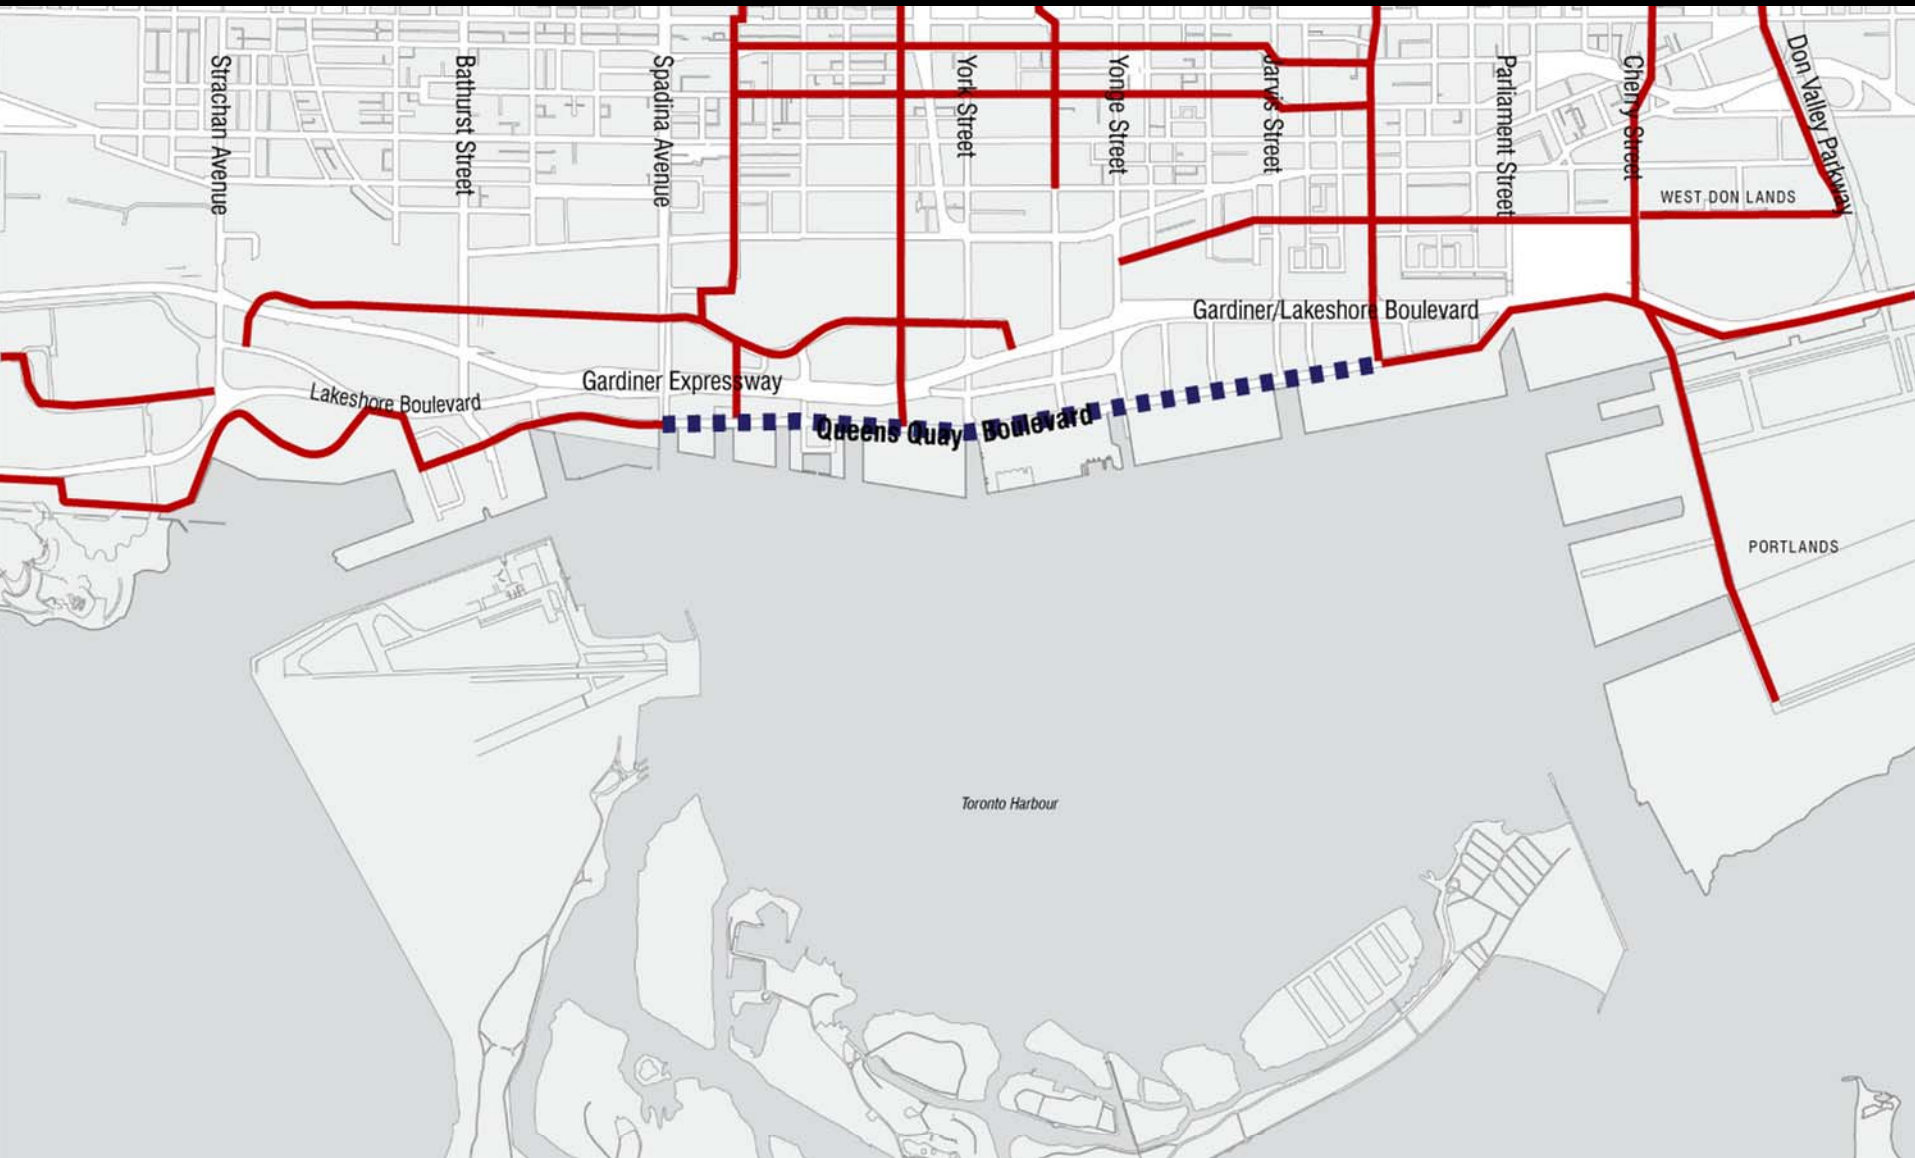 Strachan Avenue
Bathurst Street
Spadina Avenue
York Street
Yonge Street
Jarvis Street
Parliament Street
Cherry Street
Don Valley Parkway
WEST DON LANDS
Gardiner/Lakeshore Boulevard
Gardiner Expressway
Lakeshore Boulevard
Queens Quay Boulevard
PORTLANDS
Toronto Harbour